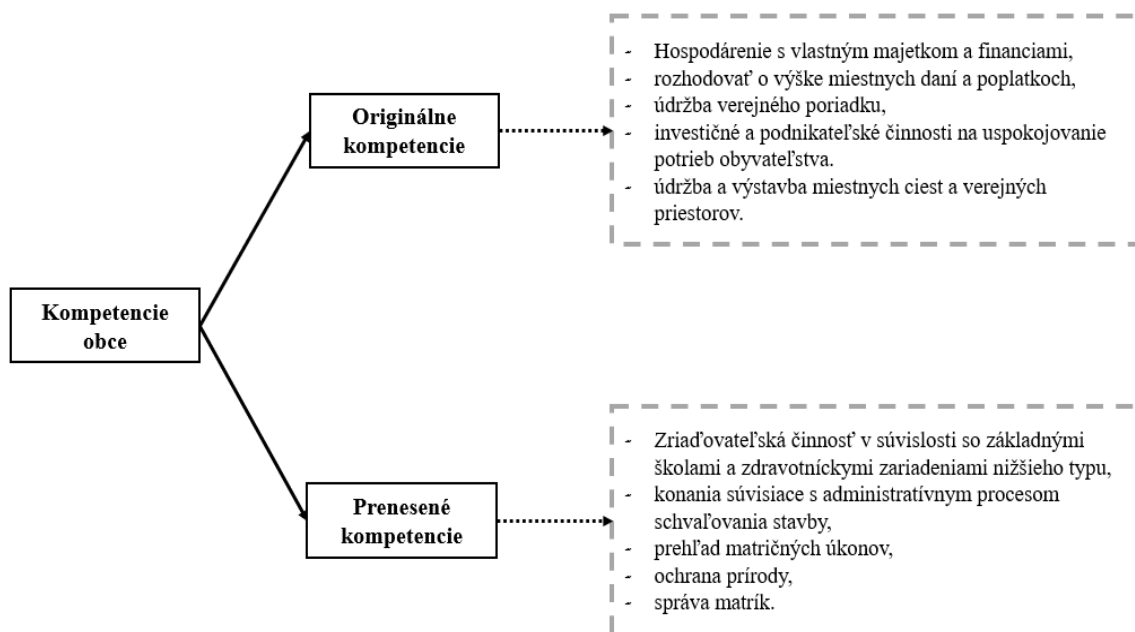 - Hospodárenie s vlastným majetkom a financiami,
- rozhodovať o výške miestnych daní a poplatkoch,
- údržba verejného poriadku,
- investičné a podnikateľské činnosti na uspokojovanie
potrieb obyvateľstva.
- údržba a výstavba miestnych ciest a verejných
priestorov.
Originálne
kompetencie
Kompetencie
obce
Prenesené
kompetencie
- Zriaďovateľská činnosť v súvislosti so základnými
školami a zdravotníckymi zariadeniami nižšieho typu,
- konania súvisiace s administratívnym procesom
schvaľovania stavby,
- prehľad matričných úkonov,
- ochrana prírody,
- správa matrík.